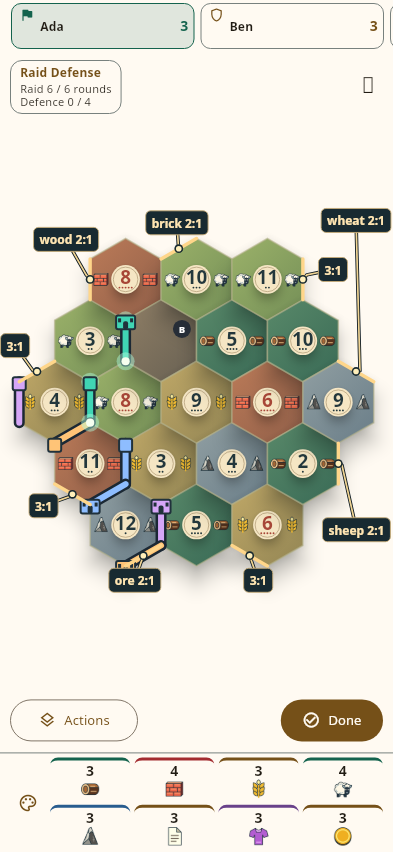 Ada 3
Ben 3
Raid Defense
Raid 6 / 6 rounds
Defence 0 / 4
wheat 2:1
brick 2:1
wood 2:1
3:1
8 10 11
3:1
3 B 5 10
4 8 9 6 9
11 3 4 2
3:1
12 5 6
sheep 2:1
ore 2:1
3:1
Actions
Done
3 4 3 4
3 3 3 3